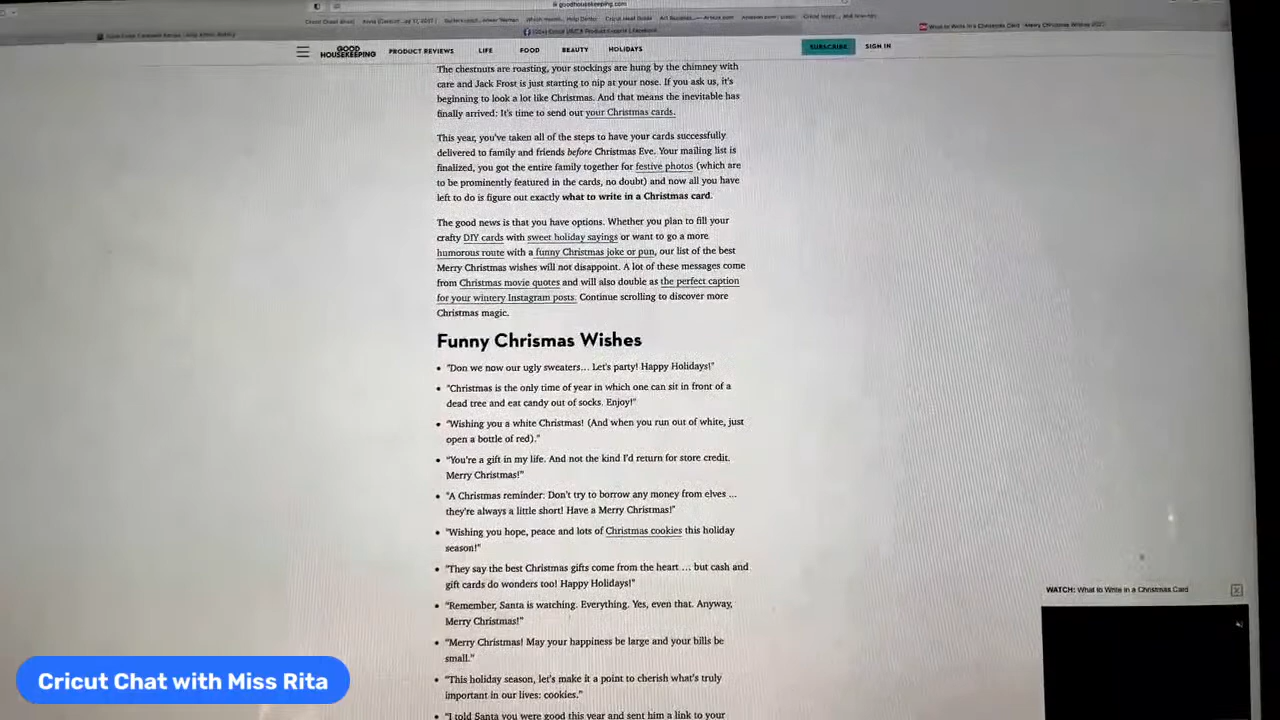 goodhousekeeping.com
GOOD HOUSEKEEPING PRODUCT REVIEWS LIFE FOOD BEAUTY HOLIDAYS SUBSCRIBE SIGN IN
The chestnuts are roasting, your stockings are hung by the chimney with
care and Jack Frost is just starting to nip at your nose. If you ask us, it's
beginning to look a lot like Christmas. And that means the inevitable has
finally arrived: It's time to send out your Christmas cards.
This year, you've taken all of the steps to have your cards successfully
delivered to family and friends before Christmas Eve. Your mailing list is
finalized, you got the entire family together for festive photos (which are
to be prominently featured in the cards, no doubt) and now all you have
left to do is figure out exactly what to write in a Christmas card.
The good news is that you have options. Whether you plan to fill your
crafty DIY cards with sweet holiday sayings or want to go a more
humorous route with a funny Christmas joke or pun, our list of the best
Merry Christmas wishes will not disappoint. A lot of these messages come
from Christmas movie quotes and will also double as the perfect caption
for your wintery Instagram posts. Continue scrolling to discover more
Christmas magic.
Funny Chrismas Wishes
• "Don we now our ugly sweaters... Let's party! Happy Holidays!"
• "Christmas is the only time of year in which one can sit in front of a
dead tree and eat candy out of socks. Enjoy!"
• "Wishing you a white Christmas! (And when you run out of white, just
open a bottle of red)."
• "You're a gift in my life. And not the kind I'd return for store credit.
Merry Christmas!"
• "A Christmas reminder: Don't try to borrow any money from elves ...
they're always a little short! Have a Merry Christmas!"
• "Wishing you hope, peace and lots of Christmas cookies this holiday
season!"
• "They say the best Christmas gifts come from the heart ... but cash and
gift cards do wonders too! Happy Holidays!"
• "Remember, Santa is watching. Everything. Yes, even that. Anyway,
Merry Christmas!"
• "Merry Christmas! May your happiness be large and your bills be
small."
• "This holiday season, let's make it a point to cherish what's truly
important in our lives: cookies."
• "I told Santa you were good this year and sent him a link to your
WATCH: What to Write in a Christmas Card
Cricut Chat with Miss Rita